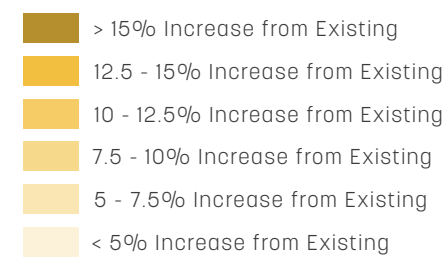 > 15% Increase from Existing
12.5 - 15% Increase from Existing
10 - 12.5% Increase from Existing
7.5 - 10% Increase from Existing
5 - 7.5% Increase from Existing
< 5% Increase from Existing